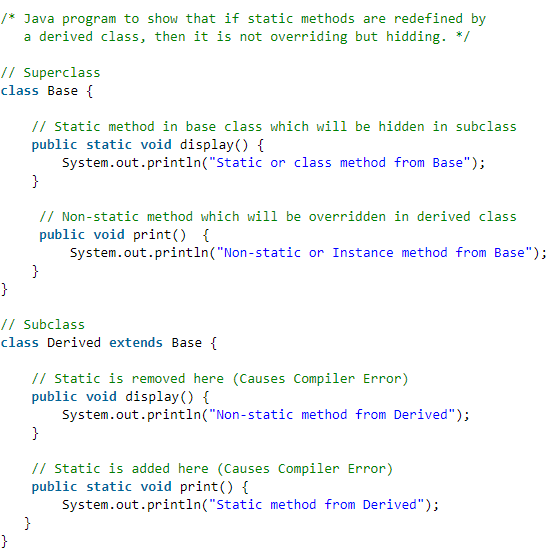 /* Java program to show that if static methods are redefined by
   a derived class, then it is not overriding but hidding. */

// Superclass
class Base {

    // Static method in base class which will be hidden in subclass
    public static void display() {
        System.out.println("Static or class method from Base");
    }

     // Non-static method which will be overridden in derived class
     public void print()  {
         System.out.println("Non-static or Instance method from Base");
    }
}

// Subclass
class Derived extends Base {

    // Static is removed here (Causes Compiler Error)
    public void display() {
        System.out.println("Non-static method from Derived");
    }

    // Static is added here (Causes Compiler Error)
    public static void print() {
        System.out.println("Static method from Derived");
   }
}